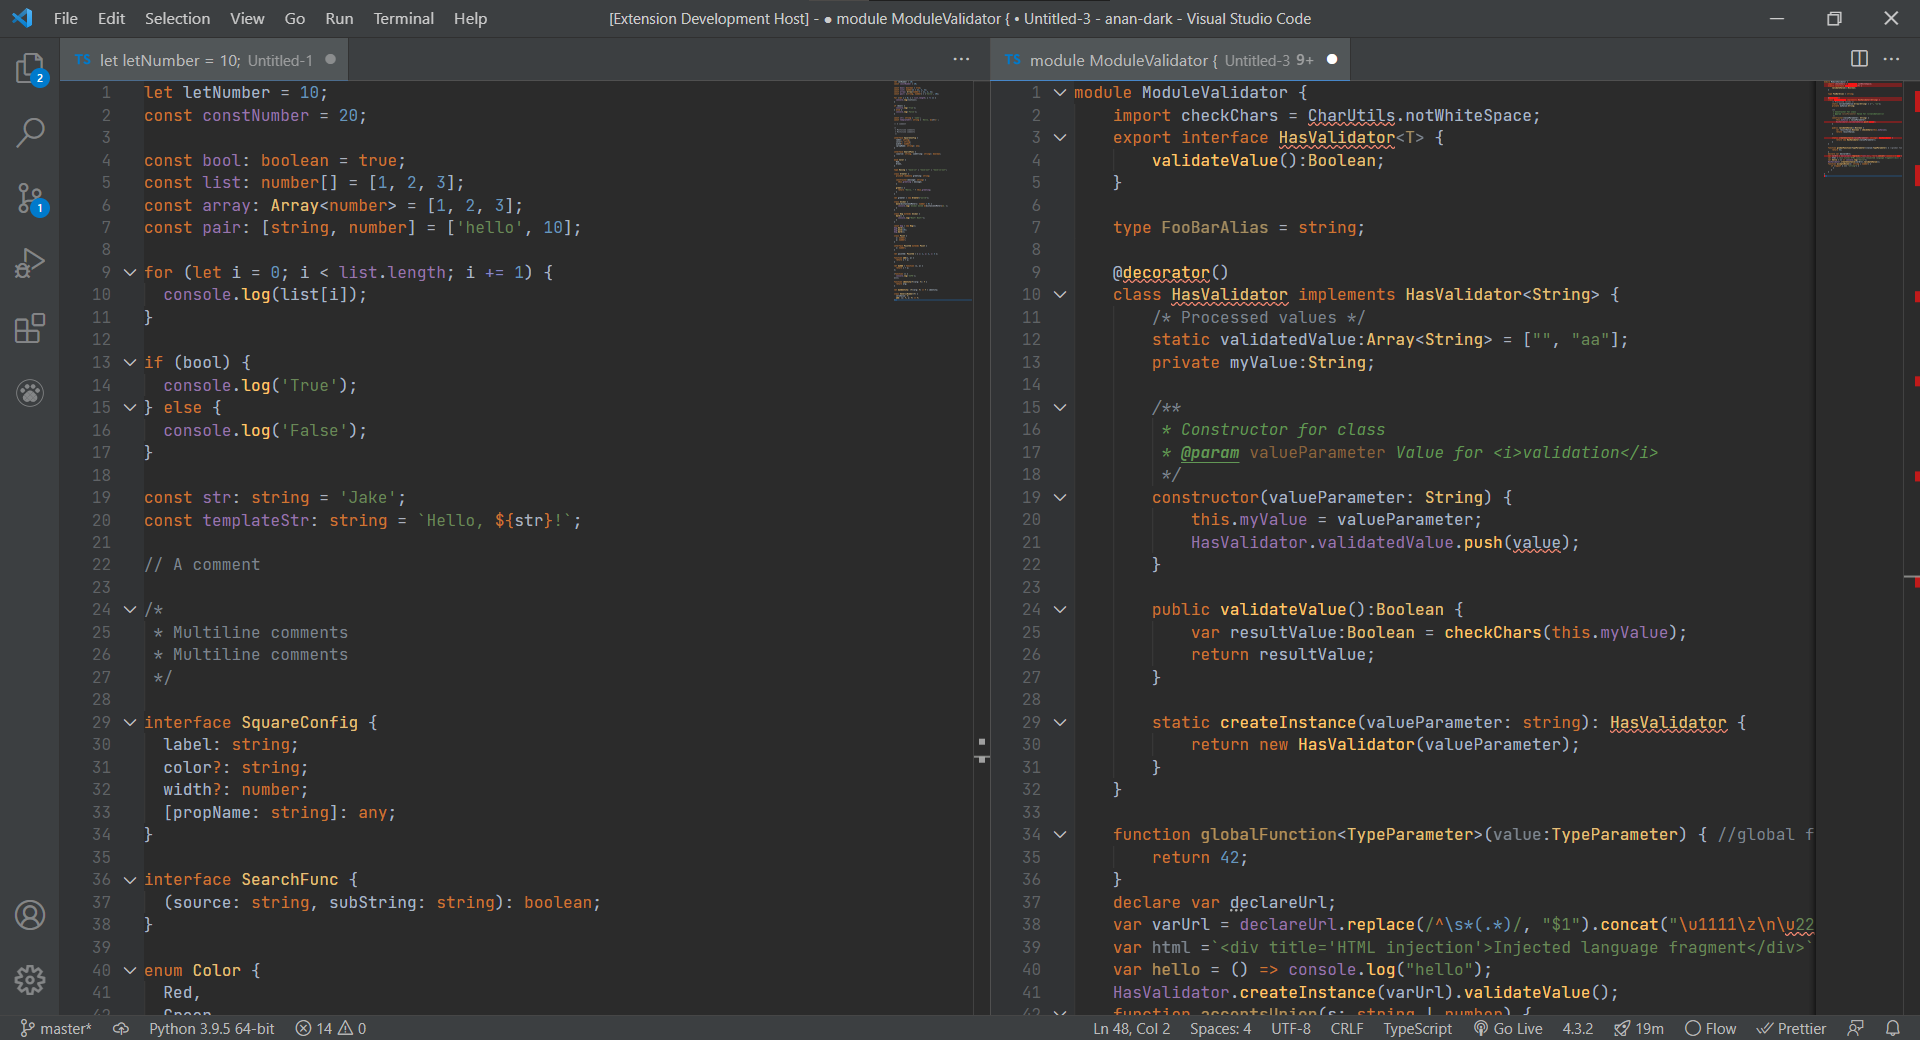 File Edit Selection View Go Run Terminal Help [Extension Development Host] - ● module ModuleValidator { • Untitled-3 - anan-dark - Visual Studio Code
TS let letNumber = 10; Untitled-1
2
1
1 let letNumber = 10;
2 const constNumber = 20;
3
4 const bool: boolean = true;
5 const list: number[] = [1, 2, 3];
6 const array: Array<number> = [1, 2, 3];
7 const pair: [string, number] = ['hello', 10];
8
9 for (let i = 0; i < list.length; i += 1) {
10 console.log(list[i]);
11 }
12
13 if (bool) {
14 console.log('True');
15 } else {
16 console.log('False');
17 }
18
19 const str: string = 'Jake';
20 const templateStr: string = `Hello, ${str}!`;
21
22 // A comment
23
24 /*
25 * Multiline comments
26 * Multiline comments
27 */
28
29 interface SquareConfig {
30 label: string;
31 color?: string;
32 width?: number;
33 [propName: string]: any;
34 }
35
36 interface SearchFunc {
37 (source: string, subString: string): boolean;
38 }
39
40 enum Color {
41 Red,
42 Green
TS module ModuleValidator { Untitled-3 9+
1 module ModuleValidator {
2 import checkChars = CharUtils.notWhiteSpace;
3 export interface HasValidator<T> {
4 validateValue():Boolean;
5 }
6
7 type FooBarAlias = string;
8
9 @decorator()
10 class HasValidator implements HasValidator<String> {
11 /* Processed values */
12 static validatedValue:Array<String> = ["", "aa"];
13 private myValue:String;
14
15 /**
16 * Constructor for class
17 * @param valueParameter Value for <i>validation</i>
18 */
19 constructor(valueParameter: String) {
20 this.myValue = valueParameter;
21 HasValidator.validatedValue.push(value);
22 }
23
24 public validateValue():Boolean {
25 var resultValue:Boolean = checkChars(this.myValue);
26 return resultValue;
27 }
28
29 static createInstance(valueParameter: string): HasValidator {
30 return new HasValidator(valueParameter);
31 }
32 }
33
34 function globalFunction<TypeParameter>(value:TypeParameter) { //global f
35 return 42;
36 }
37 declare var declareUrl;
38 var varUrl = declareUrl.replace(/^\s*(.*)/, "$1").concat("\u1111\z\n\u22
39 var html =`<div title='HTML injection'>Injected language fragment</div>`
40 var hello = () => console.log("hello");
41 HasValidator.createInstance(varUrl).validateValue();
42 function acceptsUnion(s: string | number) {
master* Python 3.9.5 64-bit 14 0 Ln 48, Col 2 Spaces: 4 UTF-8 CRLF TypeScript Go Live 4.3.2 19m Flow Prettier